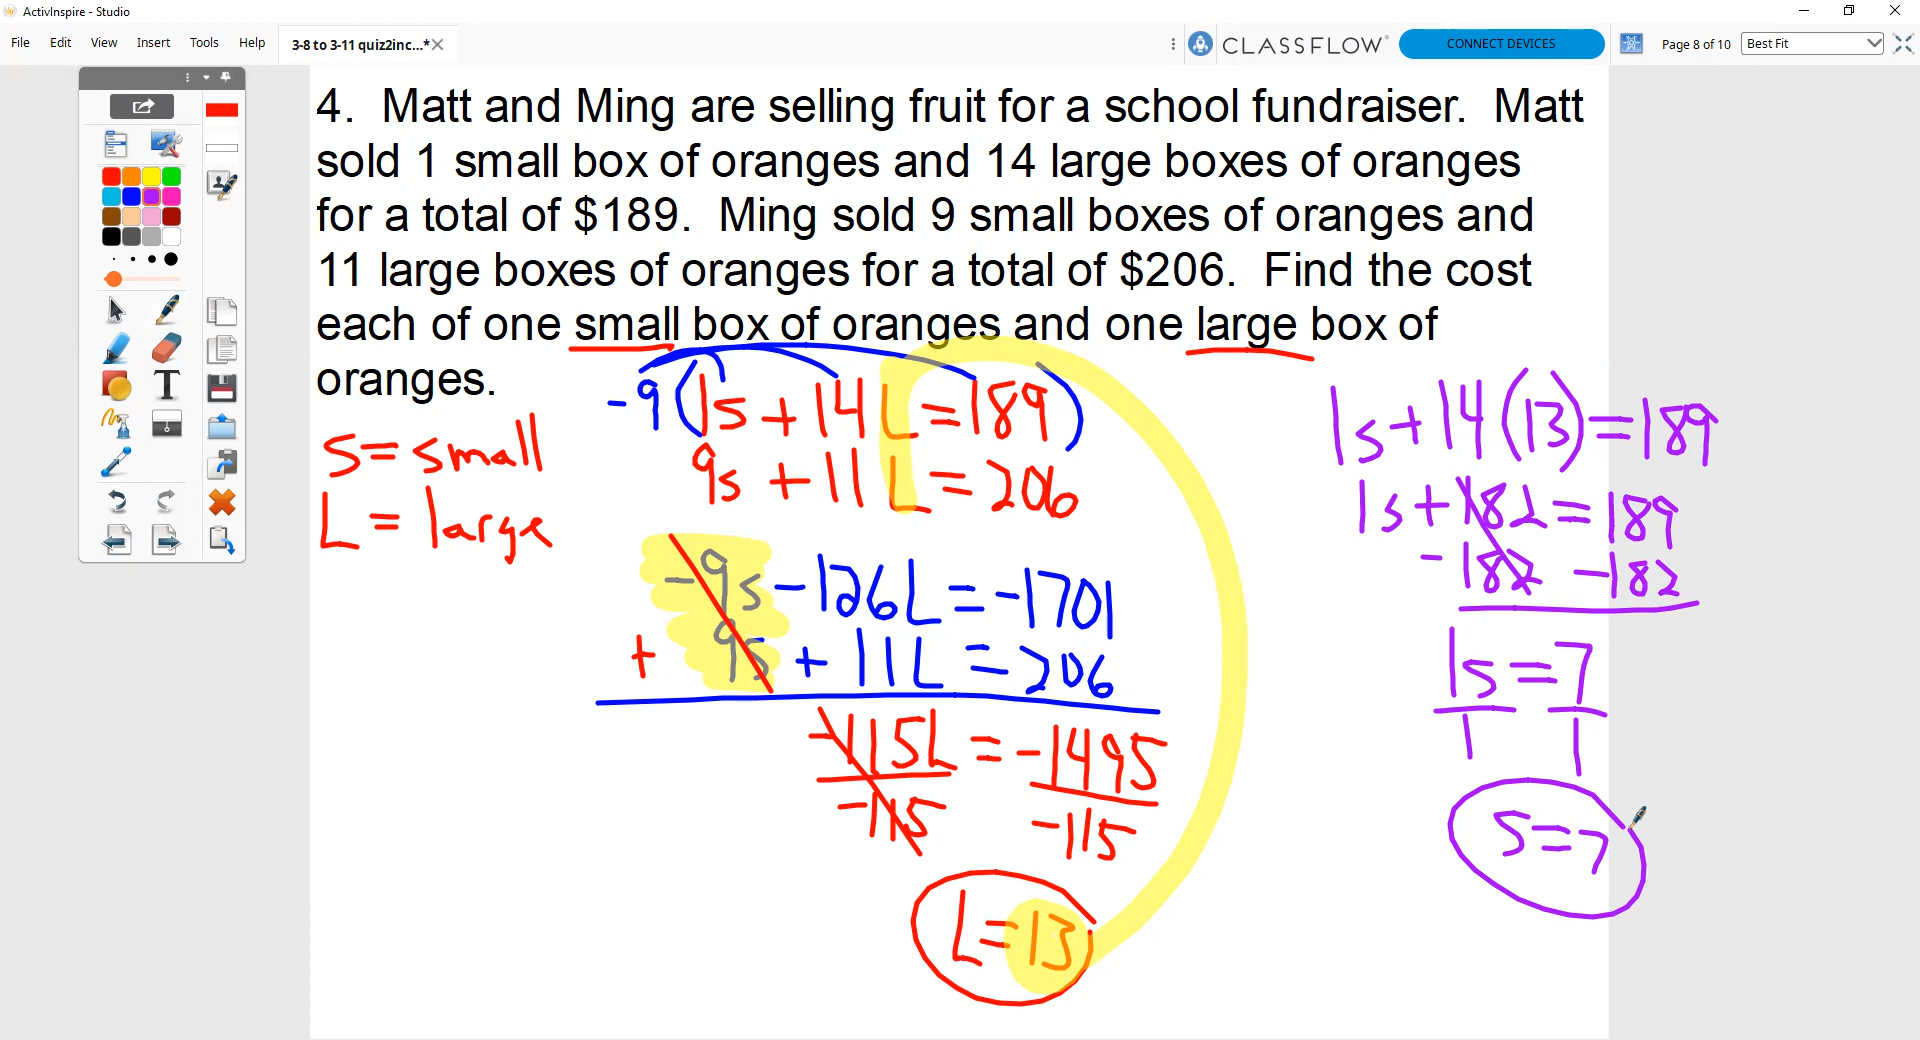 ActivInspire - Studio
File Edit View Insert Tools Help 3-8 to 3-11 quiz2inc...* CLASSFLOW CONNECT DEVICES Page 8 of 10 Best Fit
4. Matt and Ming are selling fruit for a school fundraiser. Matt
sold 1 small box of oranges and 14 large boxes of oranges
for a total of $189. Ming sold 9 small boxes of oranges and
11 large boxes of oranges for a total of $206. Find the cost
each of one small box of oranges and one large box of
oranges.
s = small
L = large
-9(1s + 14L = 189)
9s + 11L = 206
-9s - 126L = -1701
+ 9s + 11L = 206
-115L = -1495
-115 -115
L = 13
1s + 14(13) = 189
1s + 182 = 189
-182 -182
1s = 7
1 1
s = 7